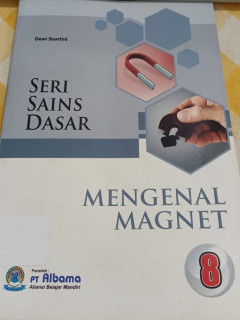 Dewi Suartini
SERI
SAINS
DASAR
MENGENAL
MAGNET
8
Penerbit :
PT Albama
Aliansi Belajar Mandiri